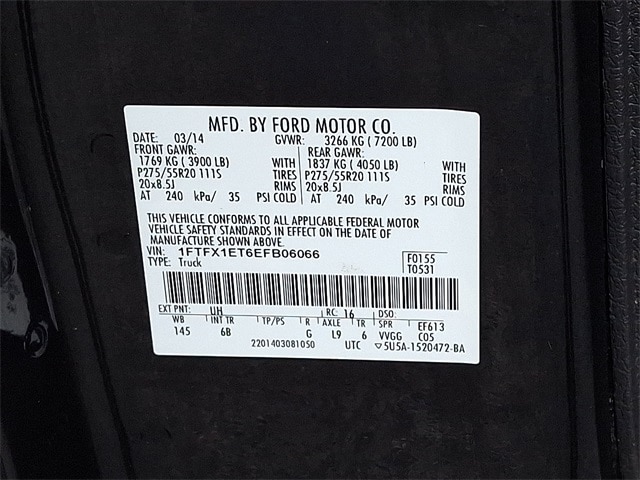 MFD. BY FORD MOTOR CO.
DATE: 03/14 GVWR: 3266 KG ( 7200 LB)
FRONT GAWR: REAR GAWR:
1769 KG ( 3900 LB) WITH 1837 KG ( 4050 LB) WITH
P275/55R20 111S TIRES P275/55R20 111S TIRES
20x8.5J RIMS 20x8.5J RIMS
AT 240 kPa/ 35 PSI COLD AT 240 kPa/ 35 PSI COLD
THIS VEHICLE CONFORMS TO ALL APPLICABLE FEDERAL MOTOR
VEHICLE SAFETY STANDARDS IN EFFECT ON THE DATE OF
MANUFACTURE SHOWN ABOVE.
VIN: 1FTFX1ET6EFB06066 F0155
TYPE: Truck T0531
EXT PNT: UH RC: 16 DSO:
WB INT TR TP/PS R AXLE TR SPR EF613
145 6B G L9 6 VVGG C05
2201403081050 UTC ▽5U5A-1520472-BA